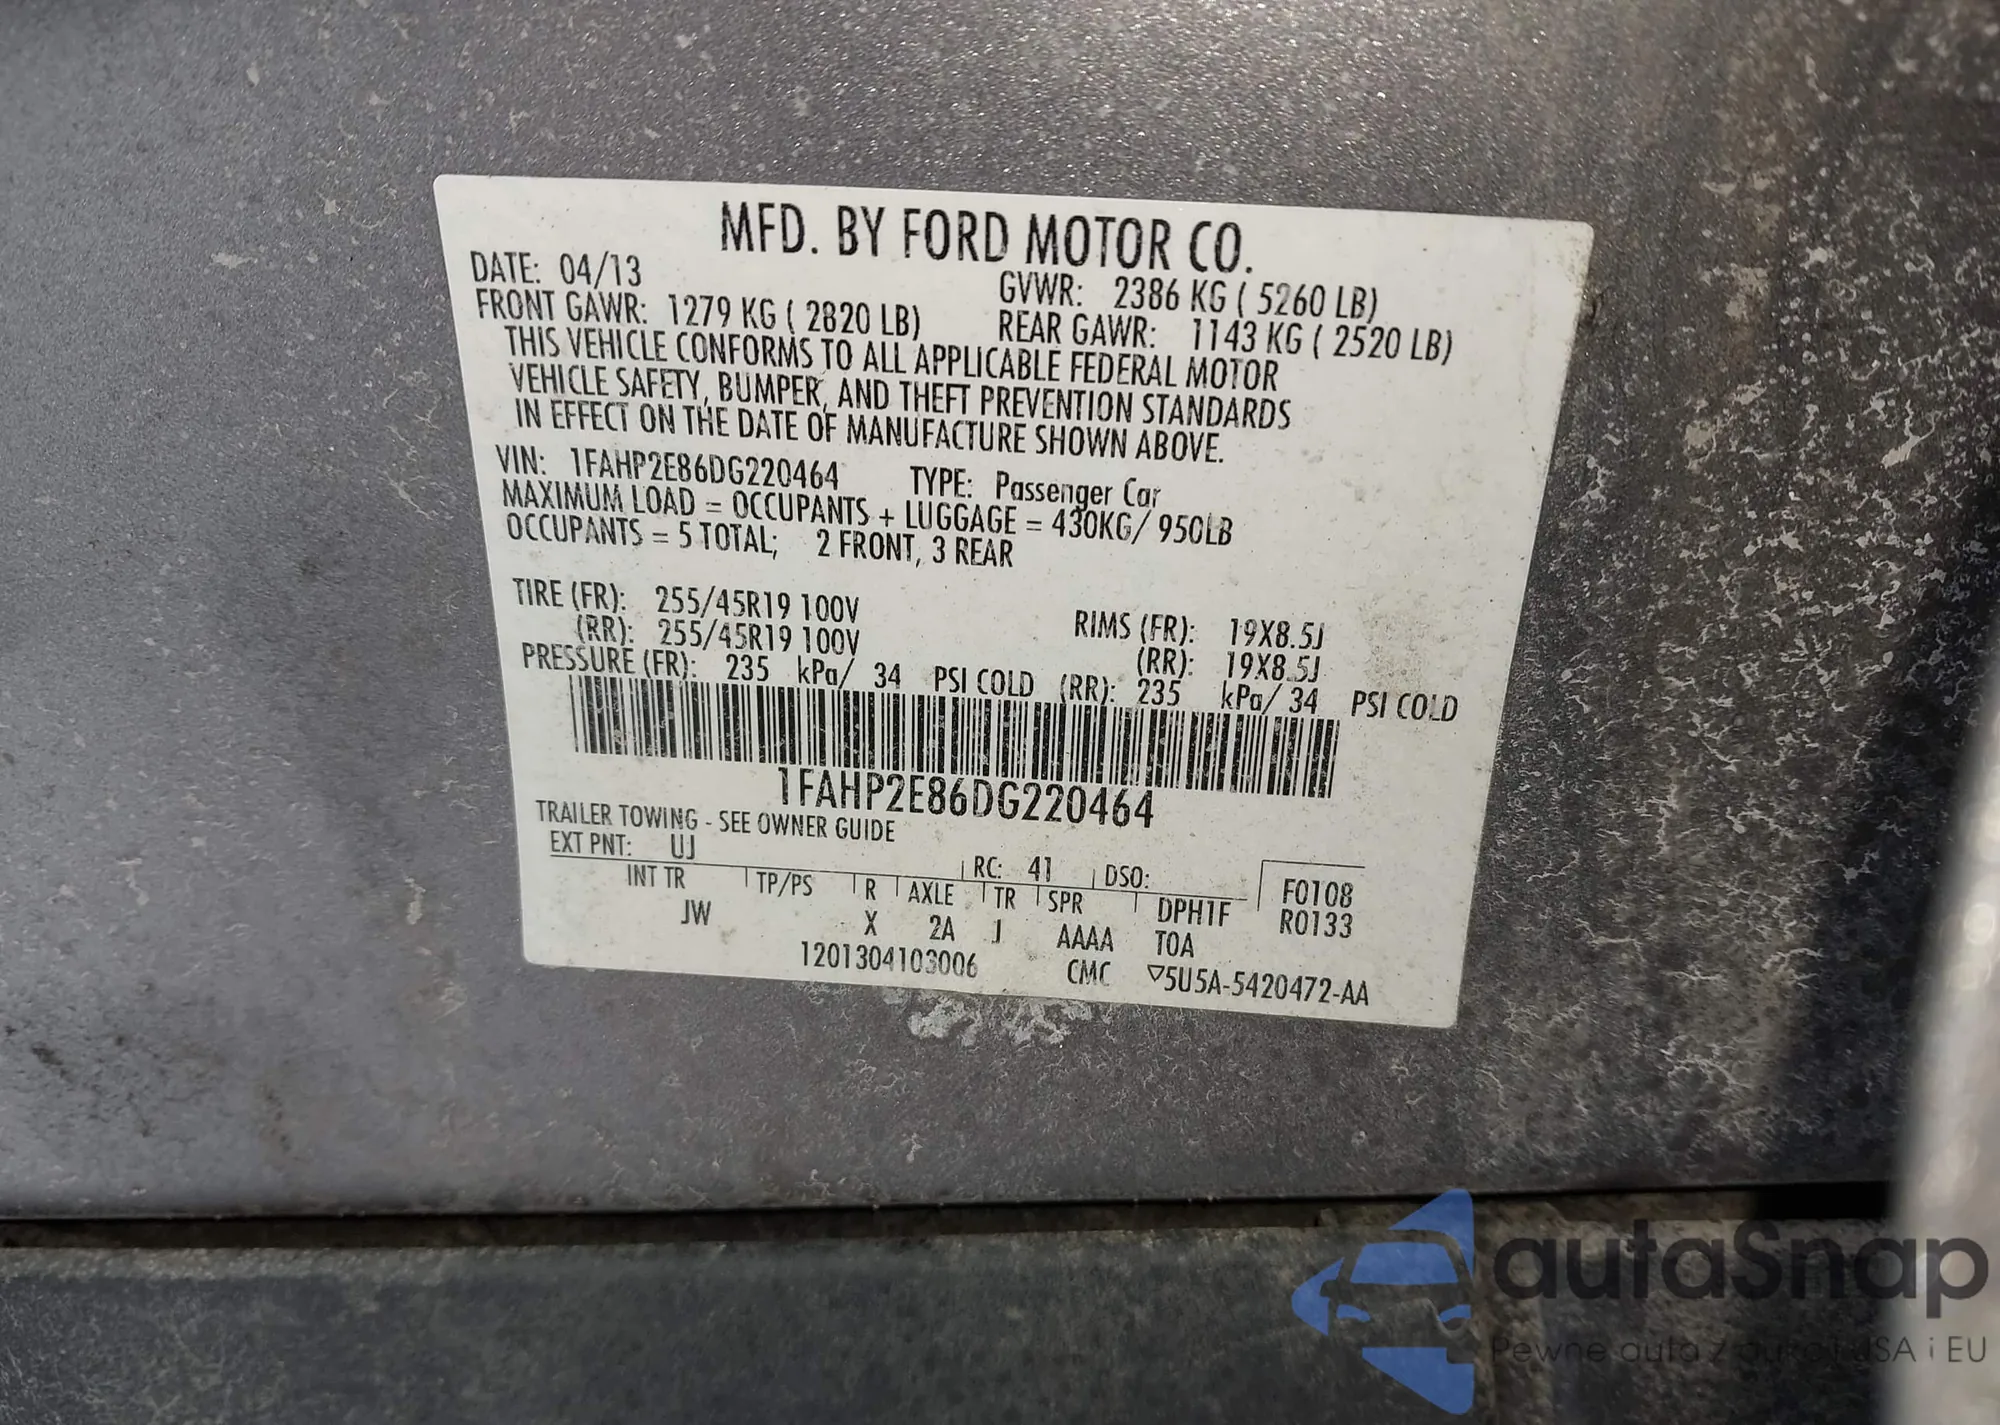 MFD. BY FORD MOTOR CO.
DATE: 04/13 GVWR: 2386 KG ( 5260 LB)
FRONT GAWR: 1279 KG ( 2820 LB) REAR GAWR: 1143 KG ( 2520 LB)
THIS VEHICLE CONFORMS TO ALL APPLICABLE FEDERAL MOTOR
VEHICLE SAFETY, BUMPER, AND THEFT PREVENTION STANDARDS
IN EFFECT ON THE DATE OF MANUFACTURE SHOWN ABOVE.
VIN: 1FAHP2E86DG220464 TYPE: Passenger Car
MAXIMUM LOAD = OCCUPANTS + LUGGAGE = 430KG/ 950LB
OCCUPANTS = 5 TOTAL; 2 FRONT, 3 REAR
TIRE (FR): 255/45R19 100V RIMS (FR): 19X8.5J
(RR): 255/45R19 100V (RR): 19X8.5J
PRESSURE (FR): 235 kPa/ 34 PSI COLD (RR): 235 kPa/ 34 PSI COLD
1FAHP2E86DG220464
TRAILER TOWING - SEE OWNER GUIDE
EXT PNT: UJ RC: 41 DSO: F0108
INT TR TP/PS R AXLE TR SPR DPH1F R0133
JW X 2A J AAAA TOA
1201304103006 CMC ▽5U5A-5420472-AA
autaSnap
Pewne auta z aukcji USA i EU